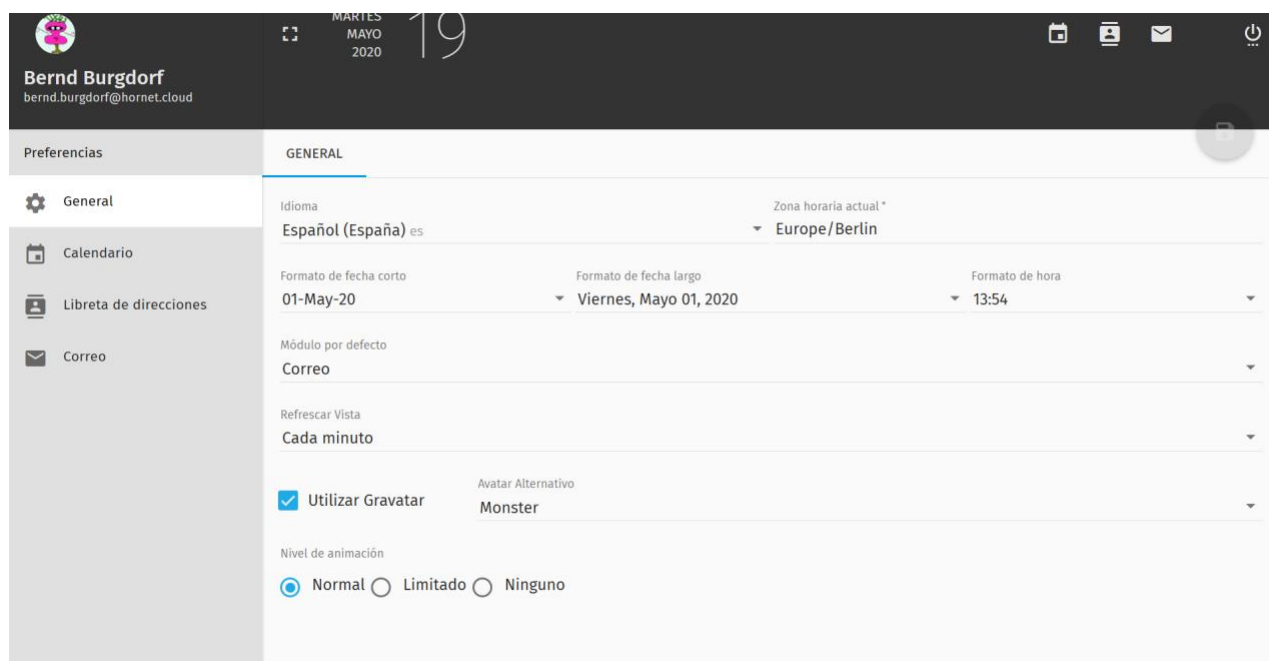 Bernd Burgdorf
bernd.burgdorf@hornet.cloud
MARTES
MAYO
2020
19
Preferencias
General
Calendario
Libreta de direcciones
Correo
GENERAL
Idioma
Español (España) es
Zona horaria actual *
Europe/Berlin
Formato de fecha corto
01-May-20
Formato de fecha largo
Viernes, Mayo 01, 2020
Formato de hora
13:54
Módulo por defecto
Correo
Refrescar Vista
Cada minuto
Utilizar Gravatar
Avatar Alternativo
Monster
Nivel de animación
Normal Limitado Ninguno